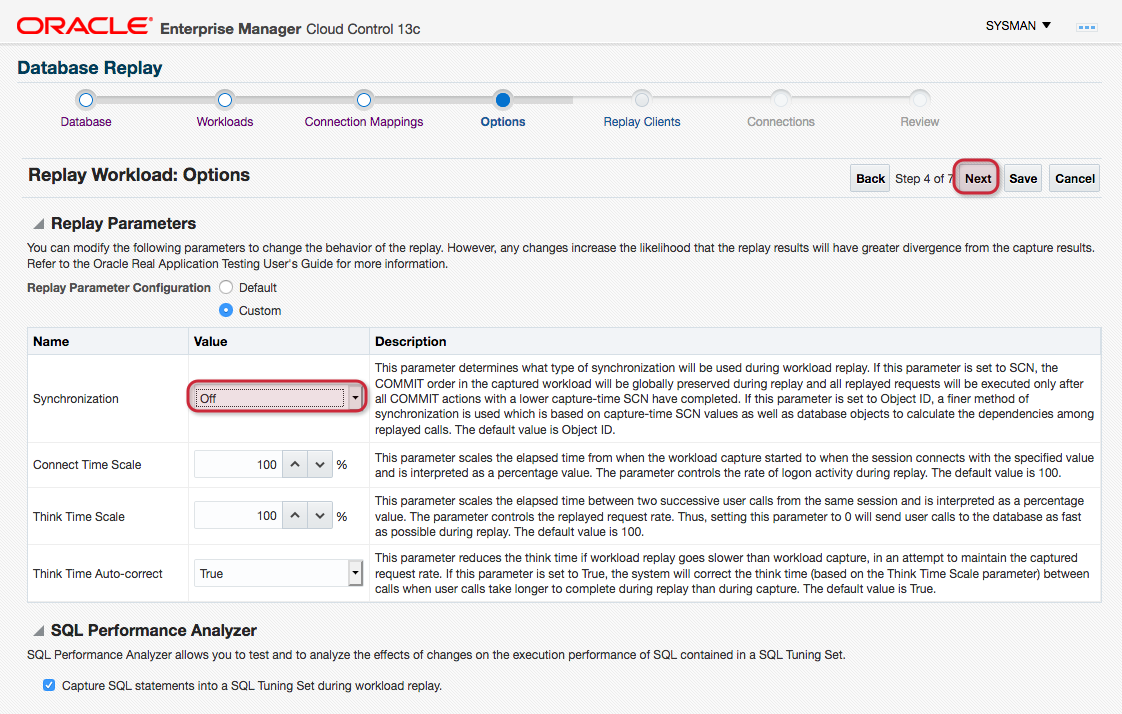 ORACLE® Enterprise Manager Cloud Control 13c
SYSMAN
Database Replay
Database Workloads Connection Mappings Options Replay Clients Connections Review
Replay Workload: Options
Back Step 4 of 7 Next Save Cancel
Replay Parameters
You can modify the following parameters to change the behavior of the replay. However, any changes increase the likelihood that the replay results will have greater divergence from the capture results.
Refer to the Oracle Real Application Testing User's Guide for more information.
Replay Parameter Configuration Default
Custom
Name Value Description
Synchronization
Off
This parameter determines what type of synchronization will be used during workload replay. If this parameter is set to SCN, the
COMMIT order in the captured workload will be globally preserved during replay and all replayed requests will be executed only after
all COMMIT actions with a lower capture-time SCN have completed. If this parameter is set to Object ID, a finer method of
synchronization is used which is based on capture-time SCN values as well as database objects to calculate the dependencies among
replayed calls. The default value is Object ID.
Connect Time Scale
100 %
This parameter scales the elapsed time from when the workload capture started to when the session connects with the specified value
and is interpreted as a percentage value. The parameter controls the rate of logon activity during replay. The default value is 100.
Think Time Scale
100 %
This parameter scales the elapsed time between two successive user calls from the same session and is interpreted as a percentage
value. The parameter controls the replayed request rate. Thus, setting this parameter to 0 will send user calls to the database as fast
as possible during replay. The default value is 100.
Think Time Auto-correct
True
This parameter reduces the think time if workload replay goes slower than workload capture, in an attempt to maintain the captured
request rate. If this parameter is set to True, the system will correct the think time (based on the Think Time Scale parameter) between
calls when user calls take longer to complete during replay than during capture. The default value is True.
SQL Performance Analyzer
SQL Performance Analyzer allows you to test and to analyze the effects of changes on the execution performance of SQL contained in a SQL Tuning Set.
Capture SQL statements into a SQL Tuning Set during workload replay.